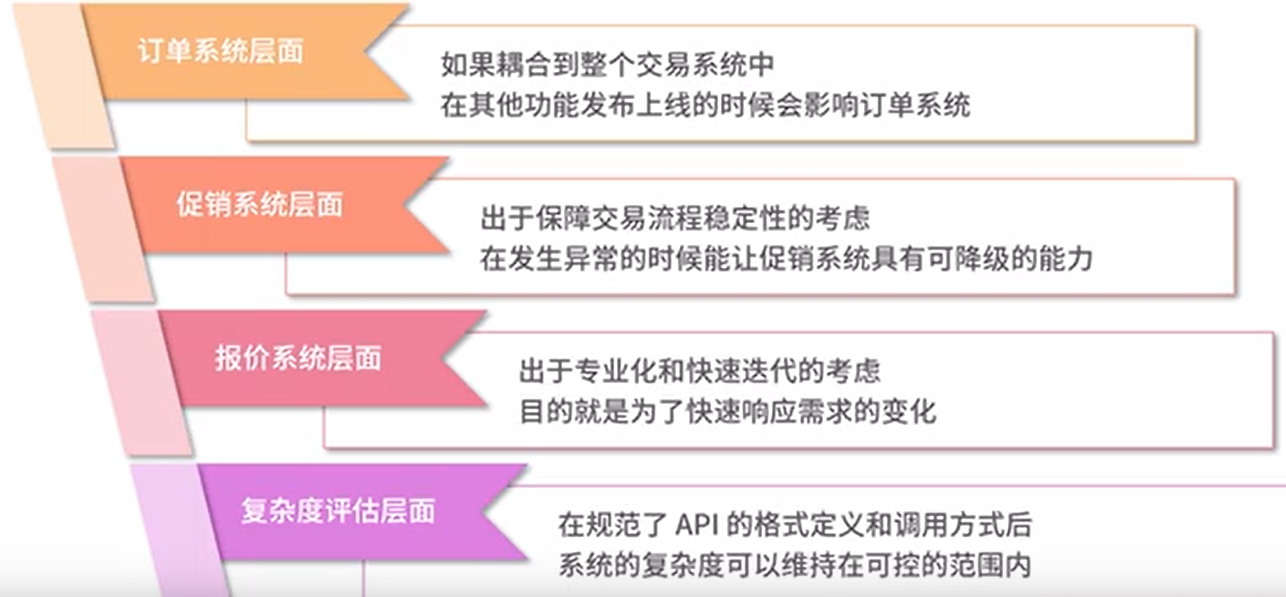 订单系统层面
如果耦合到整个交易系统中
在其他功能发布上线的时候会影响订单系统
促销系统层面
出于保障交易流程稳定性的考虑
在发生异常的时候能让促销系统具有可降级的能力
报价系统层面
出于专业化和快速迭代的考虑
目的就是为了快速响应需求的变化
复杂度评估层面
在规范了 API 的格式定义和调用方式后
系统的复杂度可以维持在可控的范围内